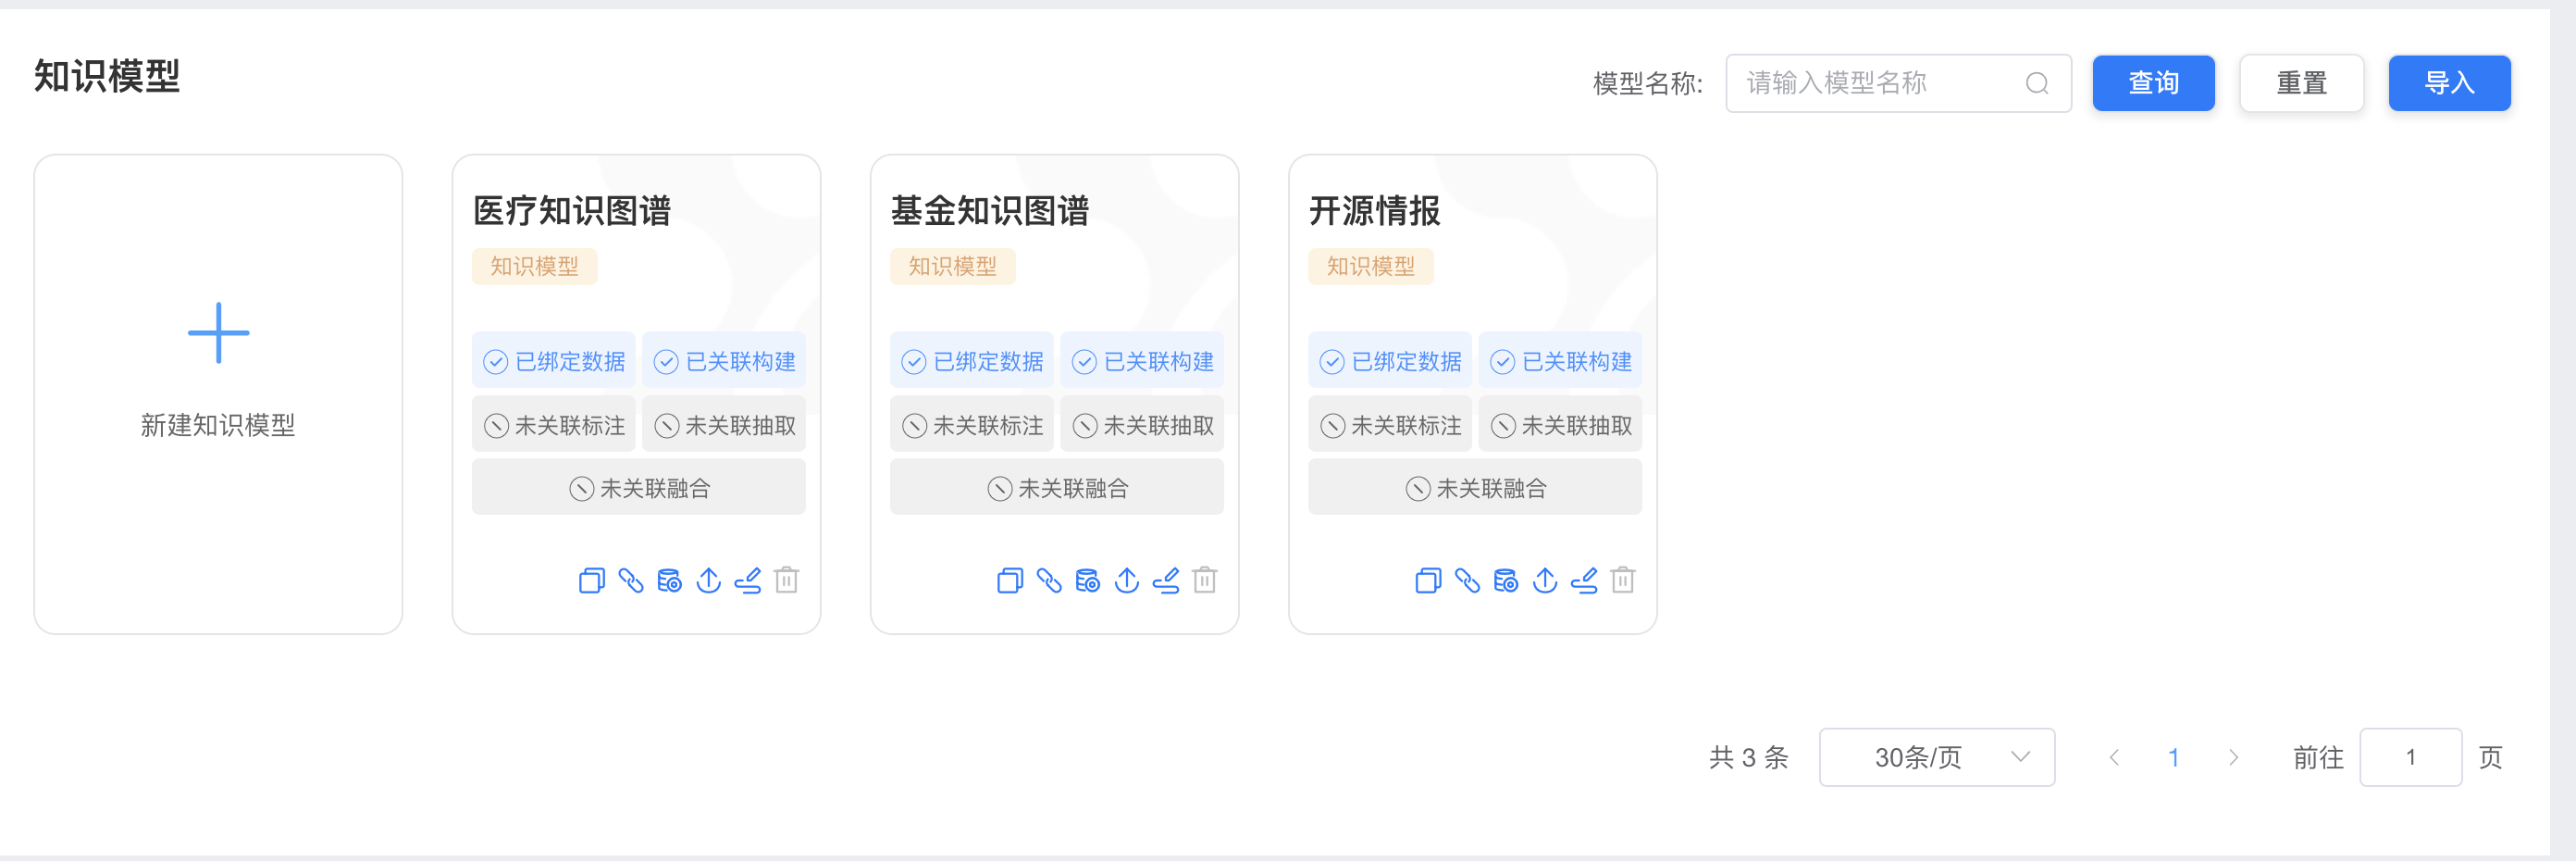 知识模型
模型名称: 请输入模型名称 查询 重置 导入
新建知识模型
医疗知识图谱
知识模型
已绑定数据 已关联构建
未关联标注 未关联抽取
未关联融合
基金知识图谱
知识模型
已绑定数据 已关联构建
未关联标注 未关联抽取
未关联融合
开源情报
知识模型
已绑定数据 已关联构建
未关联标注 未关联抽取
未关联融合
共 3 条 30条/页 1 前往 1 页